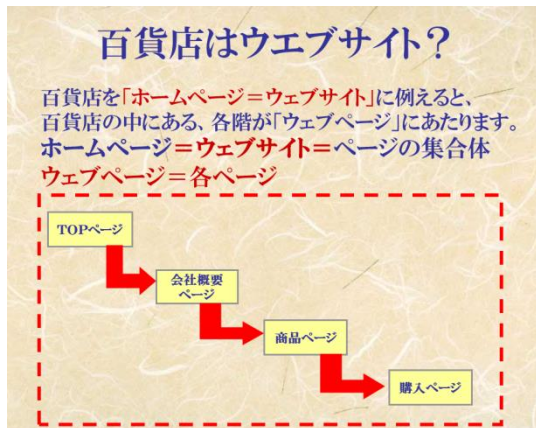 百貨店はウエブサイト？
百貨店を「ホームページ＝ウェブサイト」に例えると、
百貨店の中にある、各階が「ウェブページ」にあたります。
ホームページ＝ウェブサイト＝ページの集合体
ウェブページ＝各ページ
TOPページ
会社概要
ページ
商品ページ
購入ページ